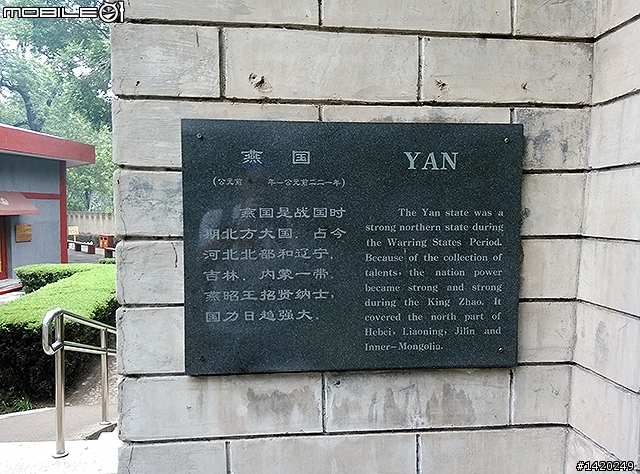 MOBILE01
燕 国
(公元前 年—公元前二二一年)
燕国是战国时
期北方大国，占今
河北北部和辽宁，
吉林，内蒙一带，
燕昭王招贤纳士，
国力日趋强大．
YAN
The Yan state was a
strong northern state during
the Warring States Period.
Because of the collection of
talents, the nation power
became strong and strong
during the King Zhao. It
covered the north part of
Hebei, Liaoning, Jilin and
Inner-Mongolia.
#1420249